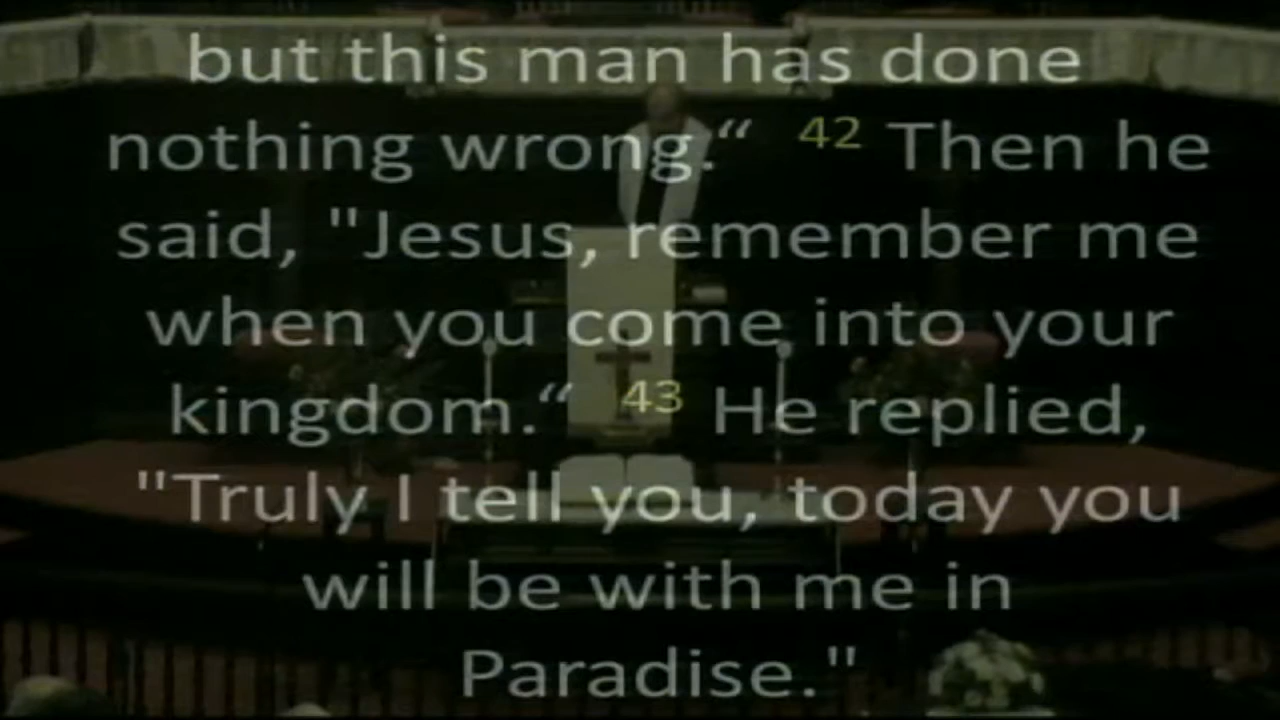 but this man has done
nothing wrong.“ 42 Then he
said, "Jesus, remember me
when you come into your
kingdom.“ 43 He replied,
"Truly I tell you, today you
will be with me in
Paradise."